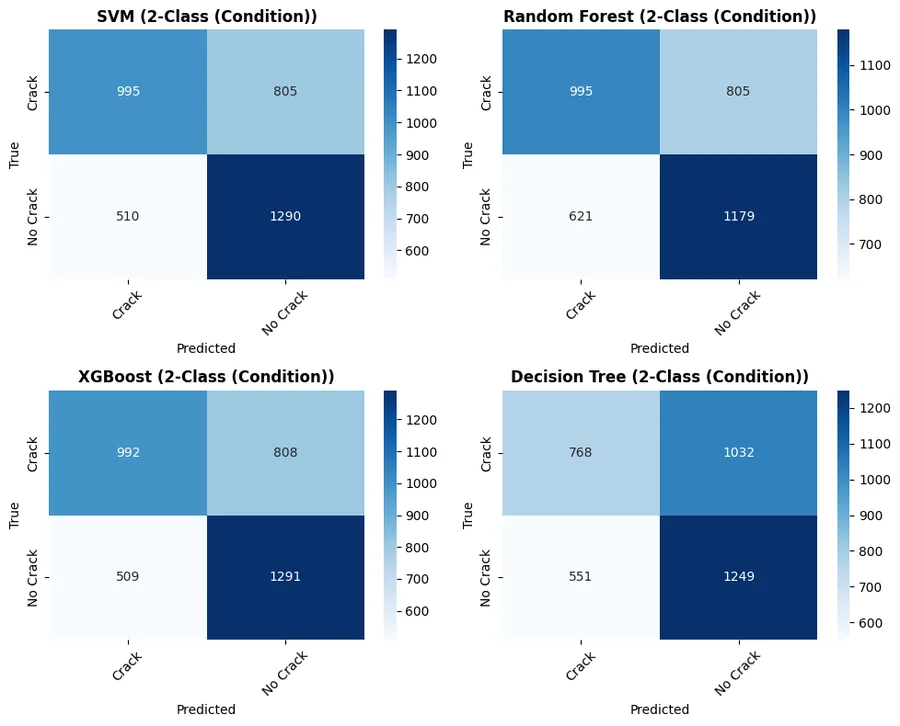 SVM (2-Class (Condition))
Crack
995
805
True
No Crack
510
1290
Crack
No Crack
Predicted
1200
1100
1000
900
800
700
600
Random Forest (2-Class (Condition))
Crack
995
805
True
No Crack
621
1179
Crack
No Crack
Predicted
1100
1000
900
800
700
XGBoost (2-Class (Condition))
Crack
992
808
True
No Crack
509
1291
Crack
No Crack
Predicted
1200
1100
1000
900
800
700
600
Decision Tree (2-Class (Condition))
Crack
768
1032
True
No Crack
551
1249
Crack
No Crack
Predicted
1200
1100
1000
900
800
700
600